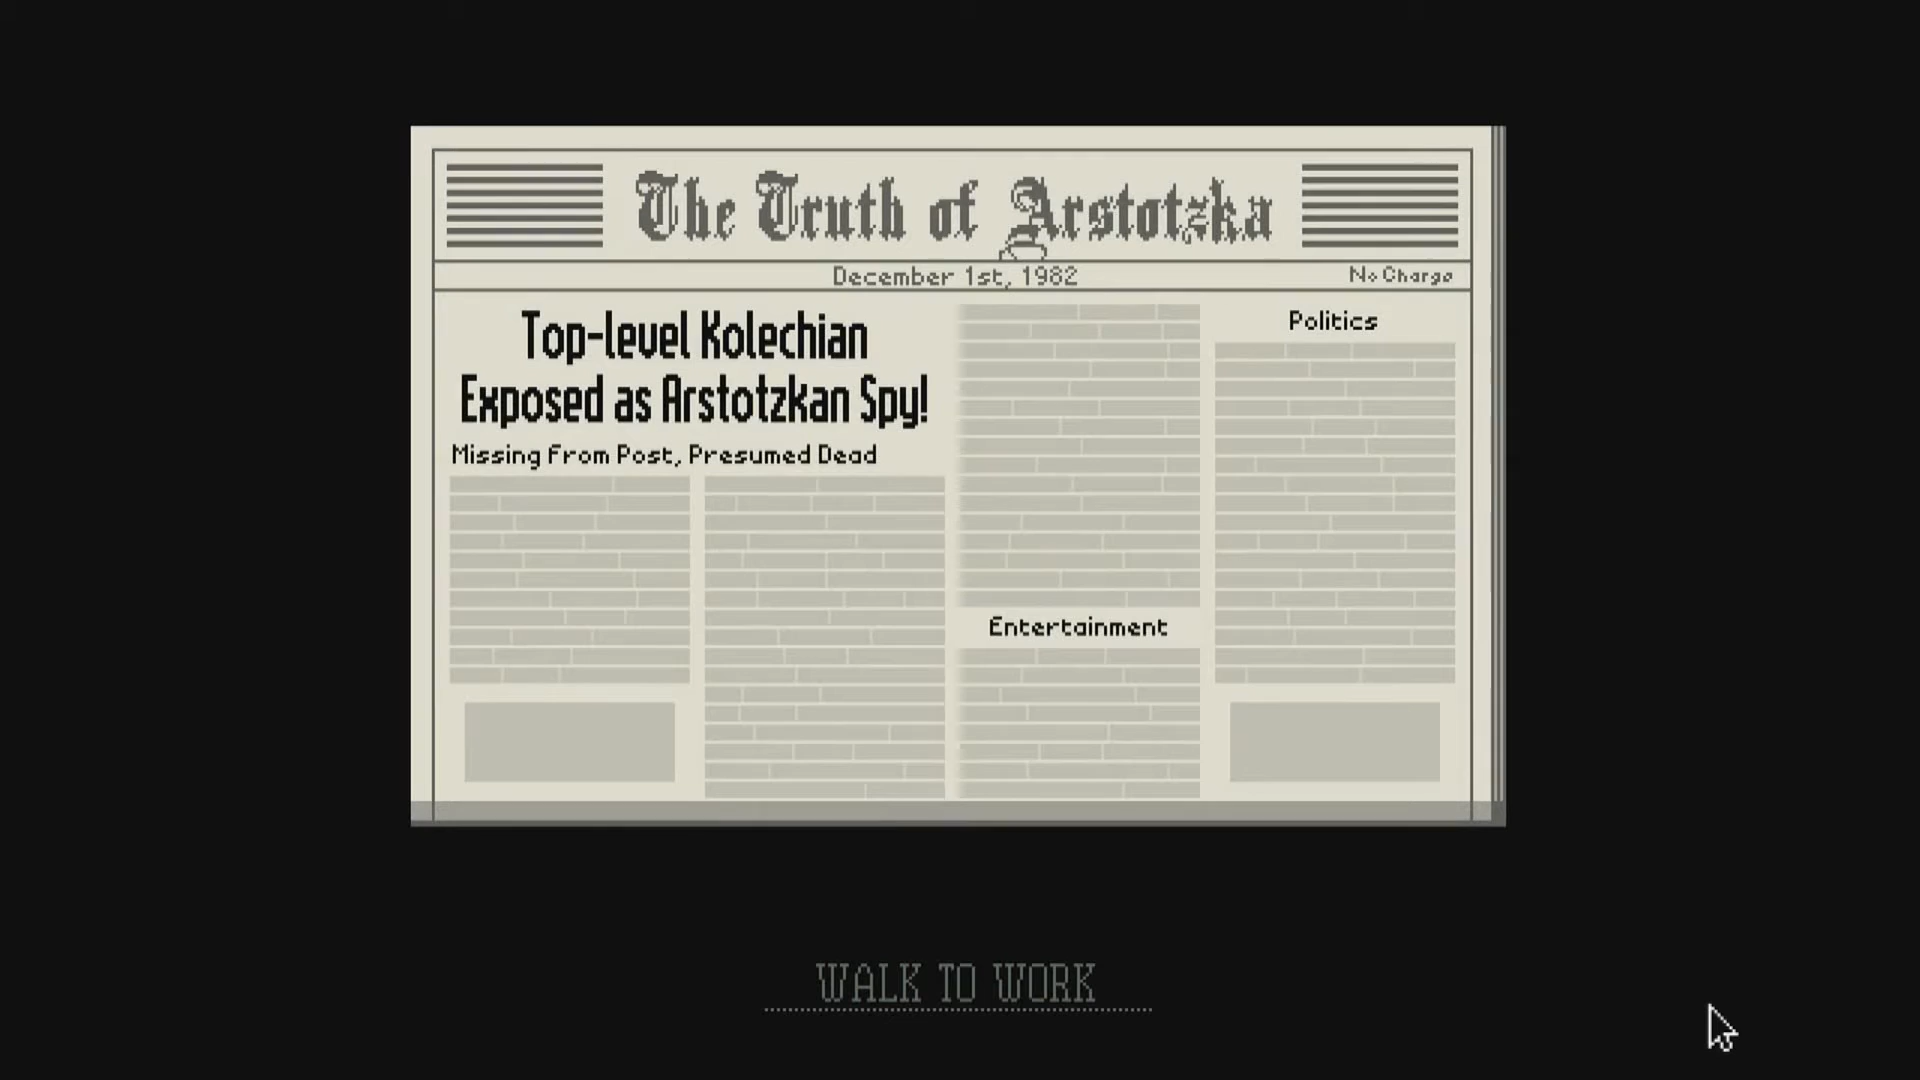 The Truth of Arstotzka
December 1st, 1982
No Charge
Top-level Kolechian
Exposed as Arstotzkan Spy!
Missing From Post, Presumed Dead
Entertainment
Politics
WALK TO WORK